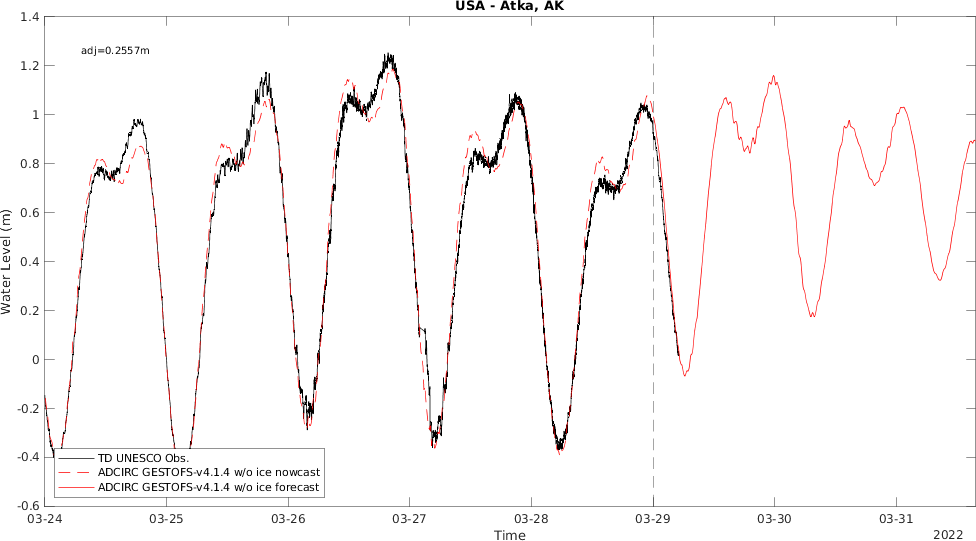 USA - Atka, AK
adj=0.2557m
1.4
1.2
1
0.8
0.6
0.4
0.2
0
-0.2
-0.4
-0.6
Water Level (m)
TD UNESCO Obs.
ADCIRC GESTOFS-v4.1.4 w/o ice nowcast
ADCIRC GESTOFS-v4.1.4 w/o ice forecast
03-24 03-25 03-26 03-27 03-28 03-29 03-30 03-31
Time
2022